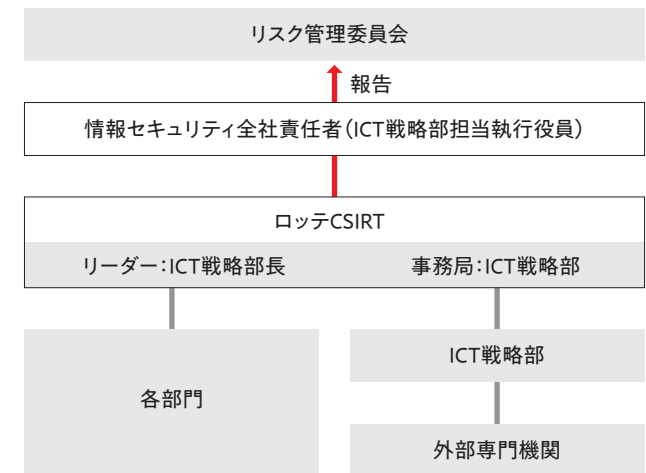 リスク管理委員会
報告
情報セキュリティ全社責任者（ICT戦略部担当執行役員）
ロッテCSIRT
リーダー：ICT戦略部長
事務局：ICT戦略部
各部門
ICT戦略部
外部専門機関